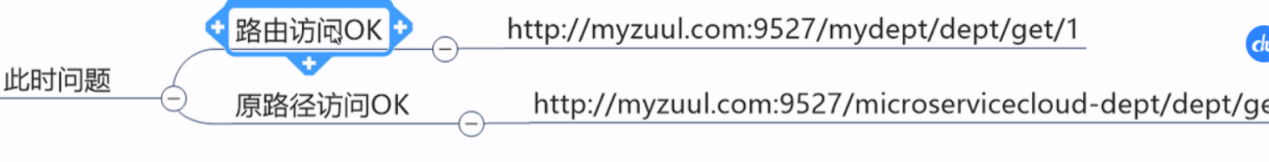 路由访问OK
http://myzuul.com:9527/mydept/dept/get/1
此时问题
原路径访问OK
http://myzuul.com:9527/microservicecloud-dept/dept/ge